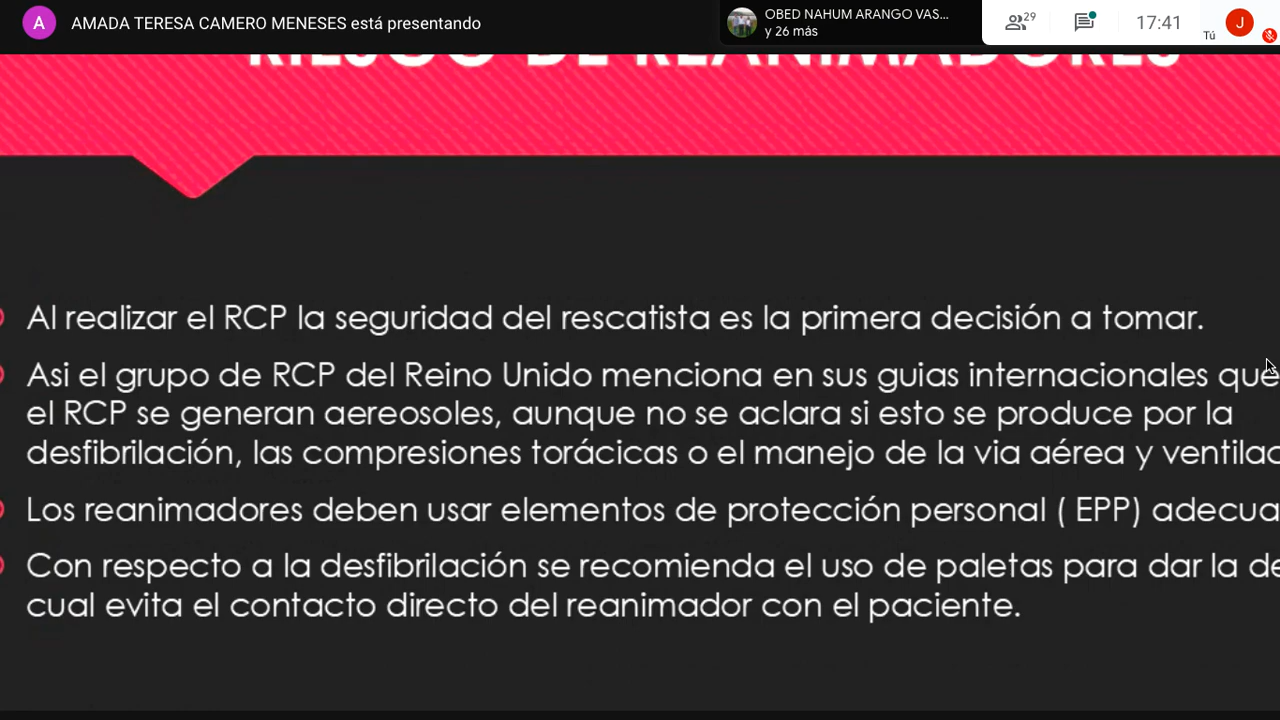 A
AMADA TERESA CAMERO MENESES está presentando
OBED NAHUM ARANGO VAS...
y 26 más
29
17:41
Tú
J
RIESGO DE REANIMADORES
Al realizar el RCP la seguridad del rescatista es la primera decisión a tomar.
Asi el grupo de RCP del Reino Unido menciona en sus guias internacionales que
el RCP se generan aereosoles, aunque no se aclara si esto se produce por la
desfibrilación, las compresiones torácicas o el manejo de la via aérea y
Los reanimadores deben usar elementos de protección personal ( EPP)
Con respecto a la desfibrilación se recomienda el uso de paletas para dar la
cual evita el contacto directo del reanimador con el paciente.